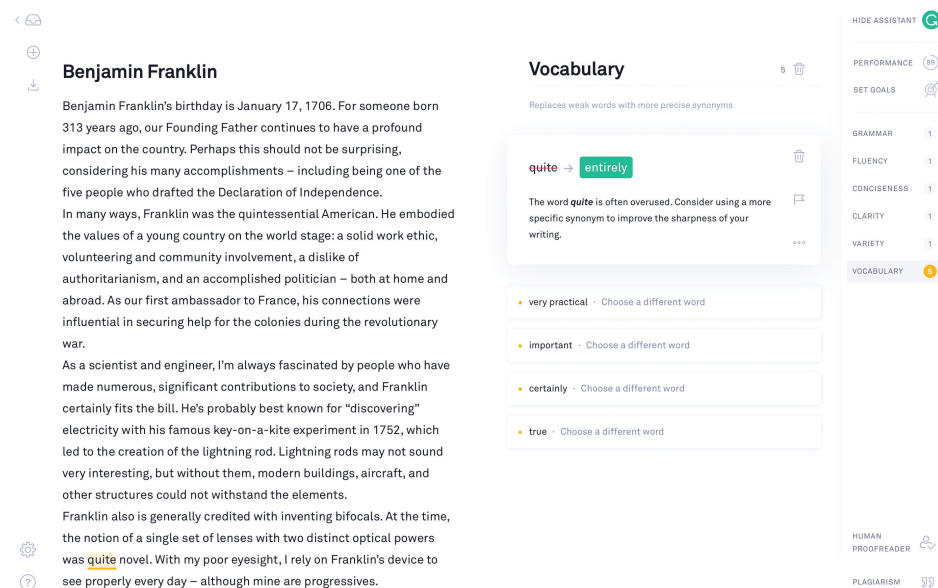 Benjamin Franklin
Benjamin Franklin's birthday is January 17, 1706. For someone born
313 years ago, our Founding Father continues to have a profound
impact on the country. Perhaps this should not be surprising,
considering his many accomplishments – including being one of the
five people who drafted the Declaration of Independence.
In many ways, Franklin was the quintessential American. He embodied
the values of a young country on the world stage: a solid work ethic,
volunteering and community involvement, a dislike of
authoritarianism, and an accomplished politician – both at home and
abroad. As our first ambassador to France, his connections were
influential in securing help for the colonies during the revolutionary
war.
As a scientist and engineer, I'm always fascinated by people who have
made numerous, significant contributions to society, and Franklin
certainly fits the bill. He's probably best known for “discovering”
electricity with his famous key-on-a-kite experiment in 1752, which
led to the creation of the lightning rod. Lightning rods may not sound
very interesting, but without them, modern buildings, aircraft, and
other structures could not withstand the elements.
Franklin also is generally credited with inventing bifocals. At the time,
the notion of a single set of lenses with two distinct optical powers
was quite novel. With my poor eyesight, I rely on Franklin's device to
see properly every day – although mine are progressives.
Vocabulary 5
Replaces weak words with more precise synonyms
quite → entirely
The word quite is often overused. Consider using a more
specific synonym to improve the sharpness of your
writing.
very practical · Choose a different word
important · Choose a different word
certainly · Choose a different word
true · Choose a different word
HIDE ASSISTANT
PERFORMANCE 89
SET GOALS
GRAMMAR 1
FLUENCY 1
CONCISENESS 1
CLARITY 1
VARIETY 1
VOCABULARY 5
HUMAN
PROOFREADER
PLAGIARISM